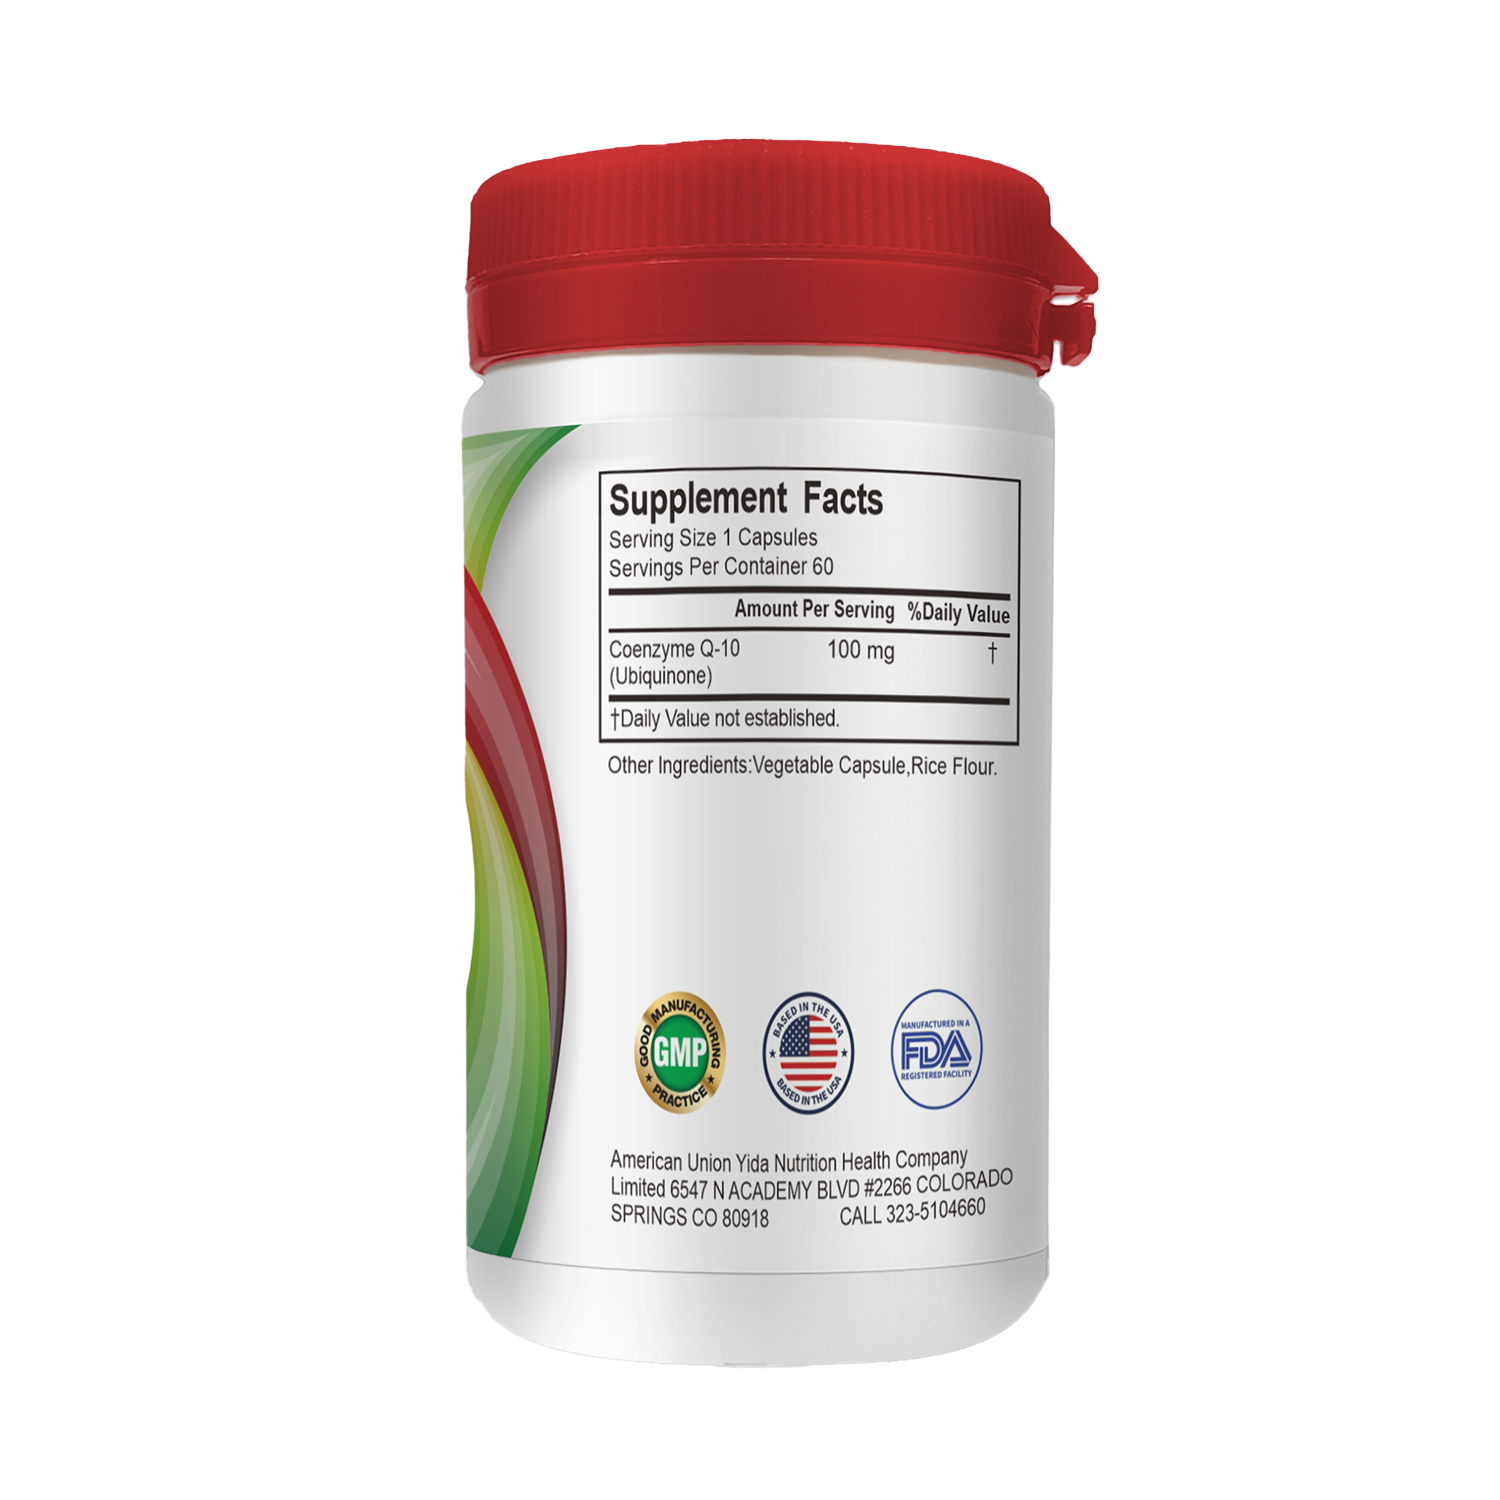 Supplement Facts
Serving Size 1 Capsules
Servings Per Container 60
Amount Per Serving %Daily Value
Coenzyme Q-10 100 mg †
(Ubiquinone)
†Daily Value not established.
Other Ingredients:Vegetable Capsule,Rice Flour.
GOOD MANUFACTURING
GMP
PRACTICE
BASED IN THE USA
BASED IN THE USA
MANUFACTURED IN A
FDA
REGISTERED FACILITY
American Union Yida Nutrition Health Company
Limited 6547 N ACADEMY BLVD #2266 COLORADO
SPRINGS CO 80918 CALL 323-5104660